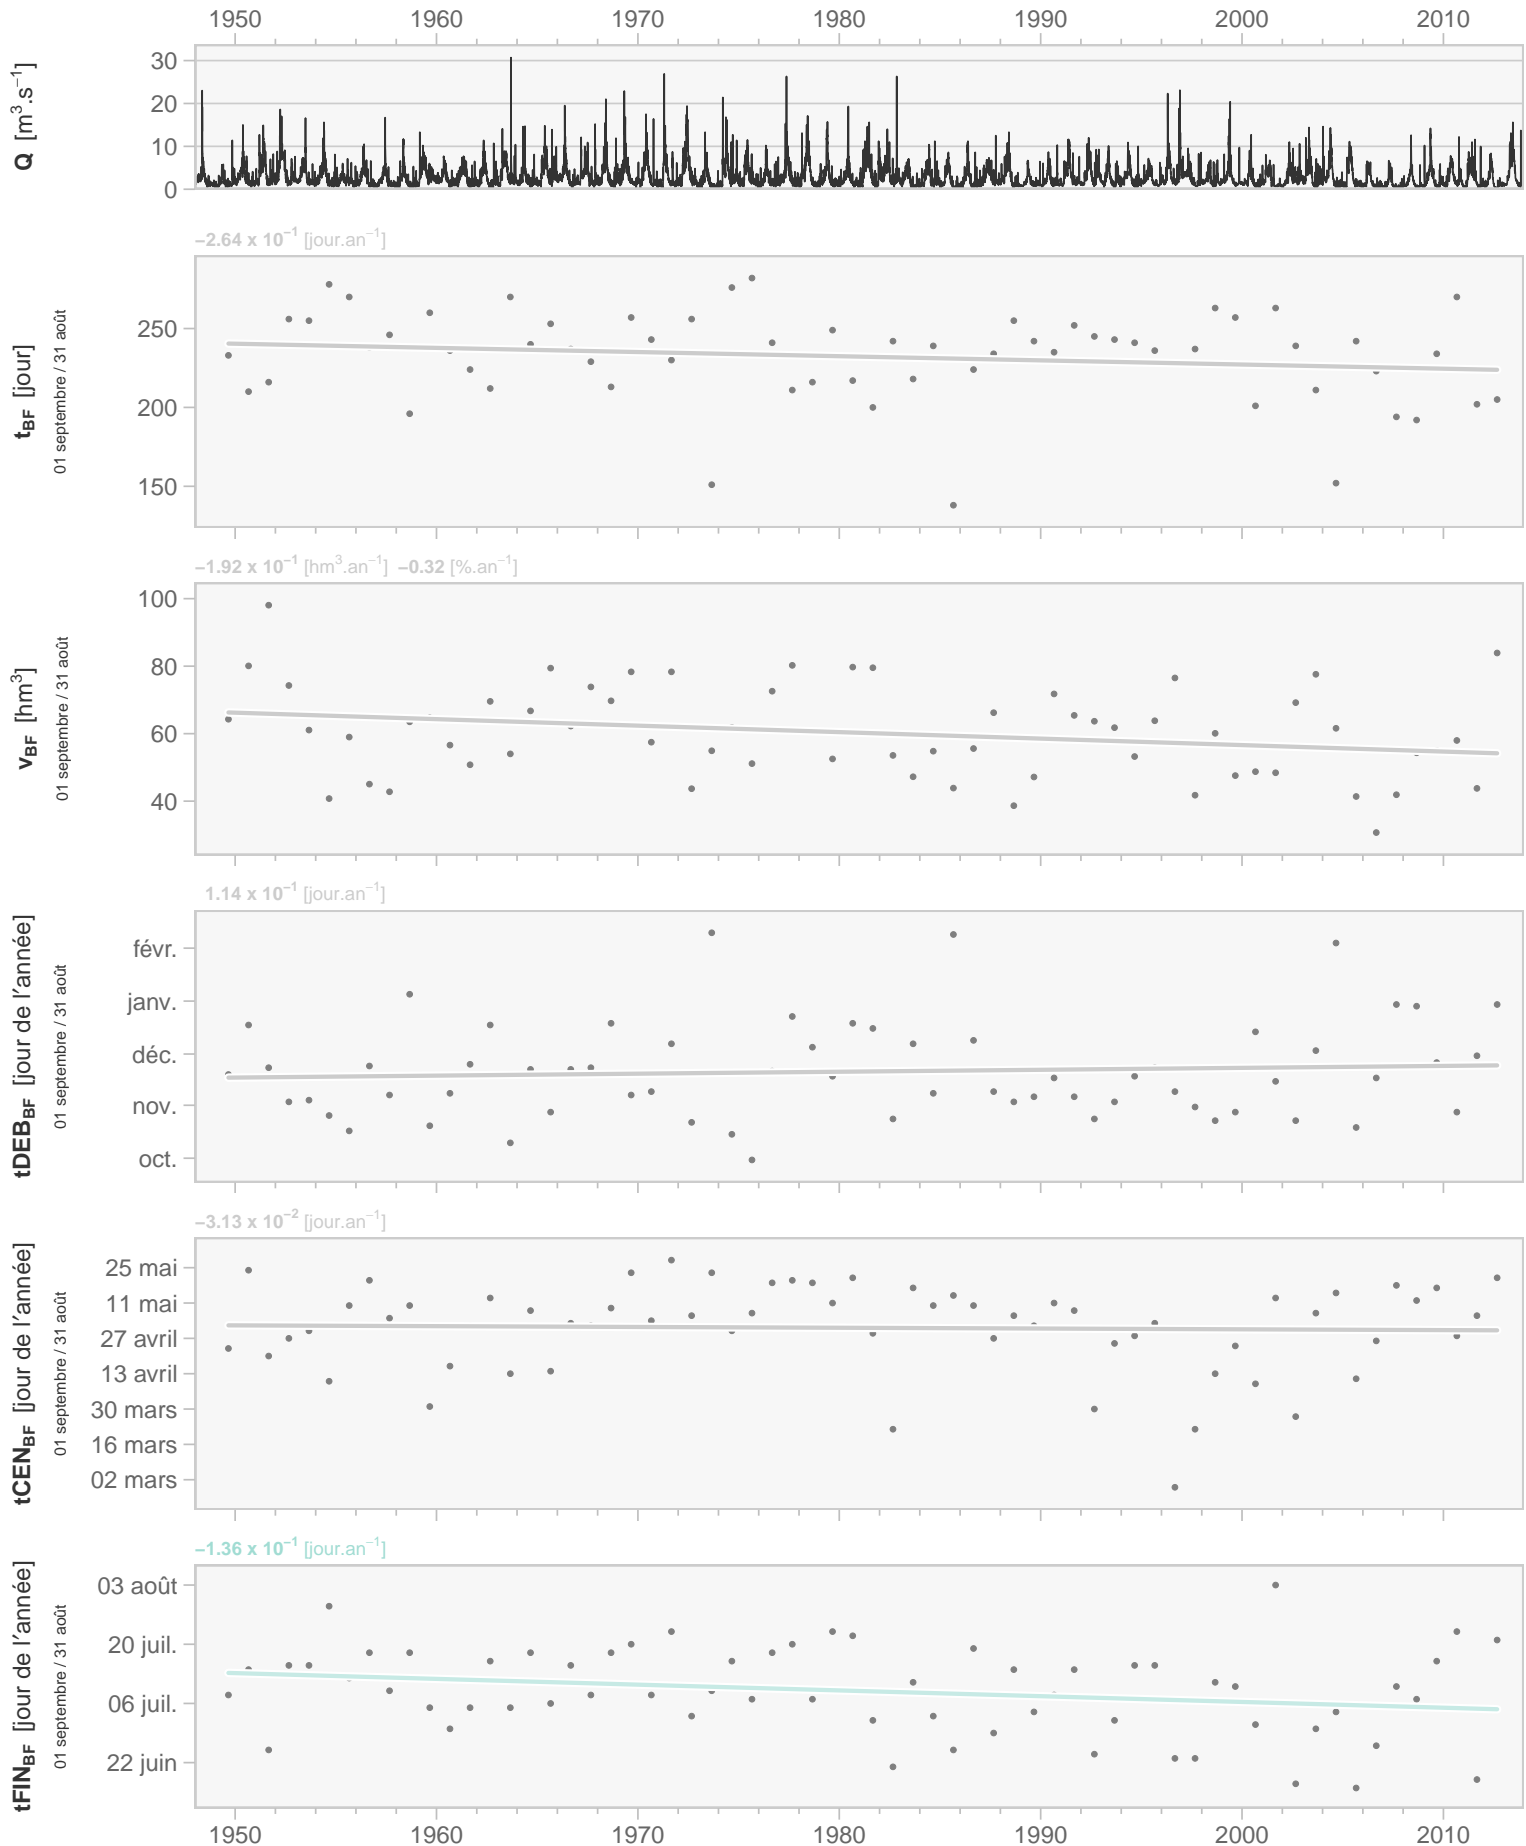 1950 1960 1970 1980 1990 2000 2010
Q [m³.s⁻¹]
30
20
10
0
−2.64 x 10⁻¹ [jour.an⁻¹]
tBF [jour]
01 septembre / 31 août
250
200
150
−1.92 x 10⁻¹ [hm³.an⁻¹] −0.32 [%.an⁻¹]
vBF [hm³]
01 septembre / 31 août
100
80
60
40
1.14 x 10⁻¹ [jour.an⁻¹]
tDEBBF [jour de l'année]
01 septembre / 31 août
févr.
janv.
déc.
nov.
oct.
−3.13 x 10⁻² [jour.an⁻¹]
tCENBF [jour de l'année]
01 septembre / 31 août
25 mai
11 mai
27 avril
13 avril
30 mars
16 mars
02 mars
−1.36 x 10⁻¹ [jour.an⁻¹]
tFINBF [jour de l'année]
01 septembre / 31 août
03 août
20 juil.
06 juil.
22 juin
1950 1960 1970 1980 1990 2000 2010